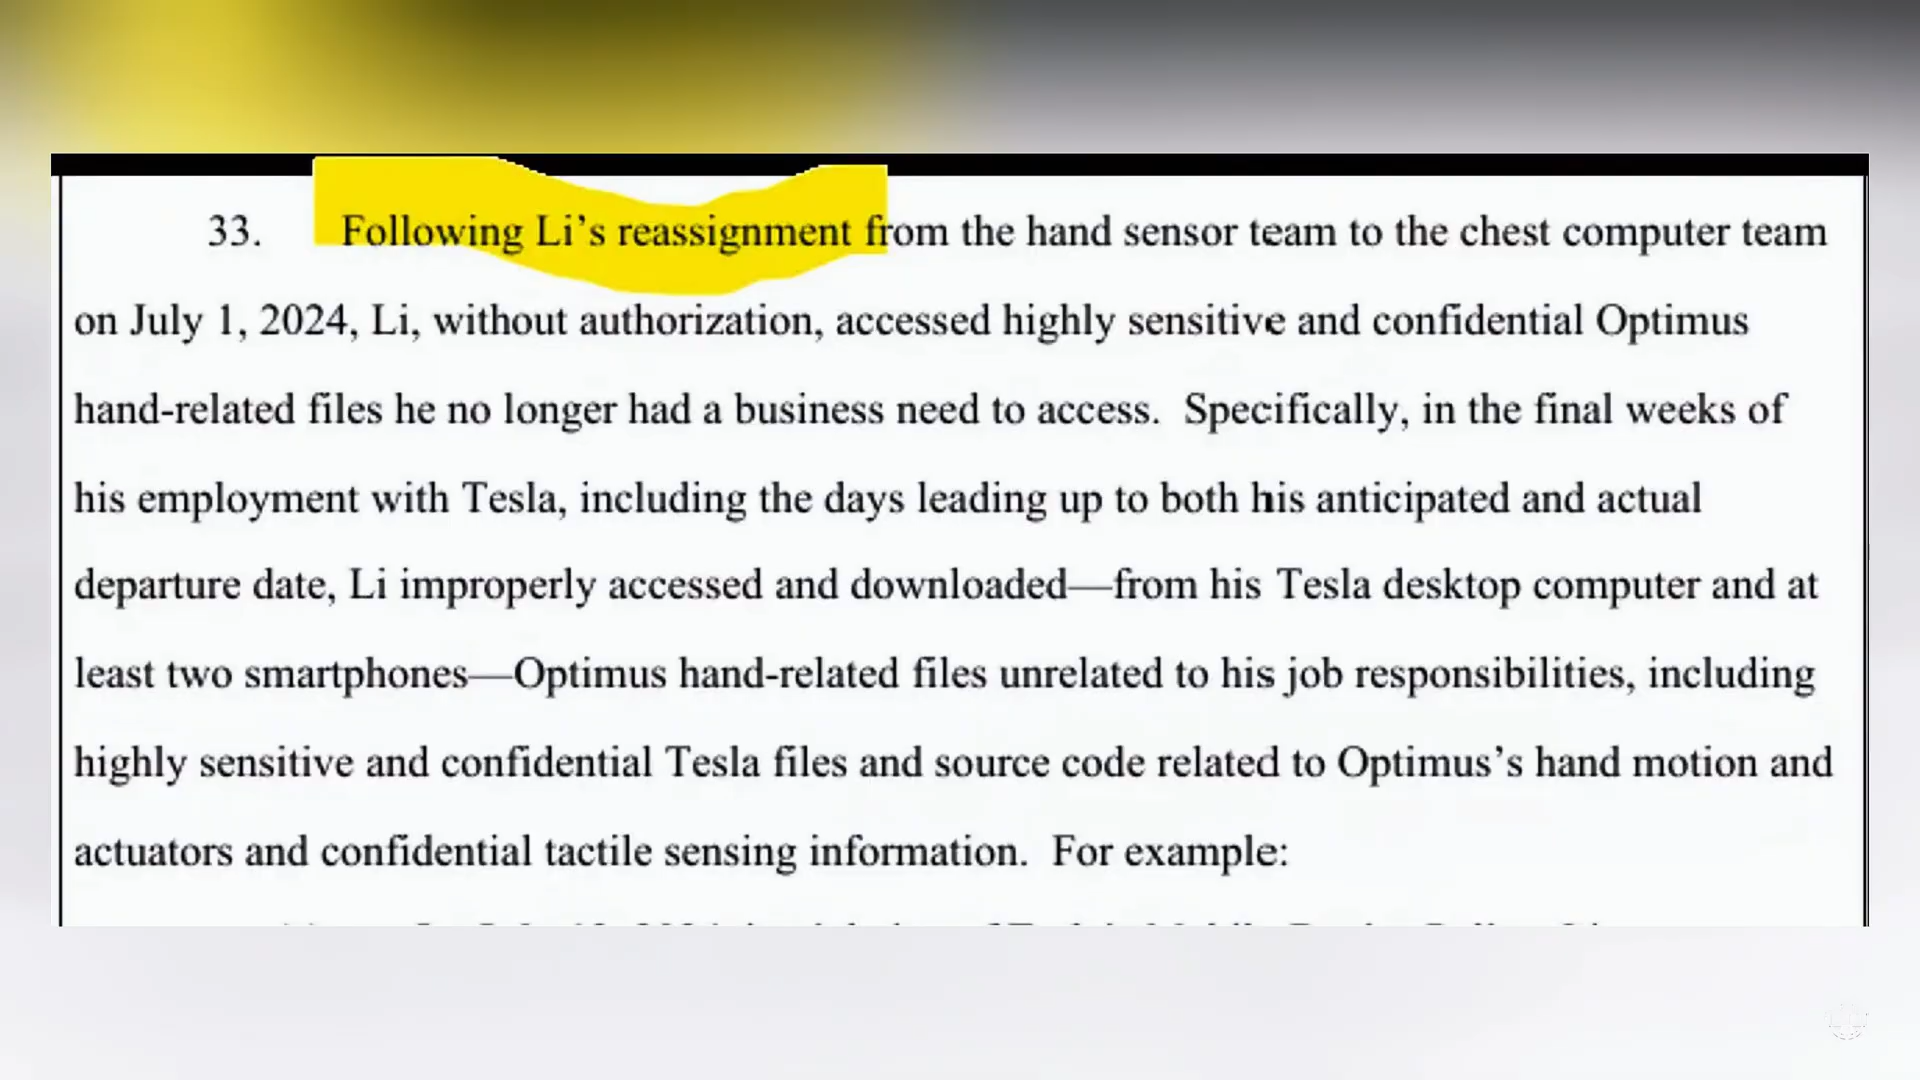 33. Following Li’s reassignment from the hand sensor team to the chest computer team
on July 1, 2024, Li, without authorization, accessed highly sensitive and confidential Optimus
hand-related files he no longer had a business need to access. Specifically, in the final weeks of
his employment with Tesla, including the days leading up to both his anticipated and actual
departure date, Li improperly accessed and downloaded—from his Tesla desktop computer and at
least two smartphones—Optimus hand-related files unrelated to his job responsibilities, including
highly sensitive and confidential Tesla files and source code related to Optimus’s hand motion and
actuators and confidential tactile sensing information. For example: